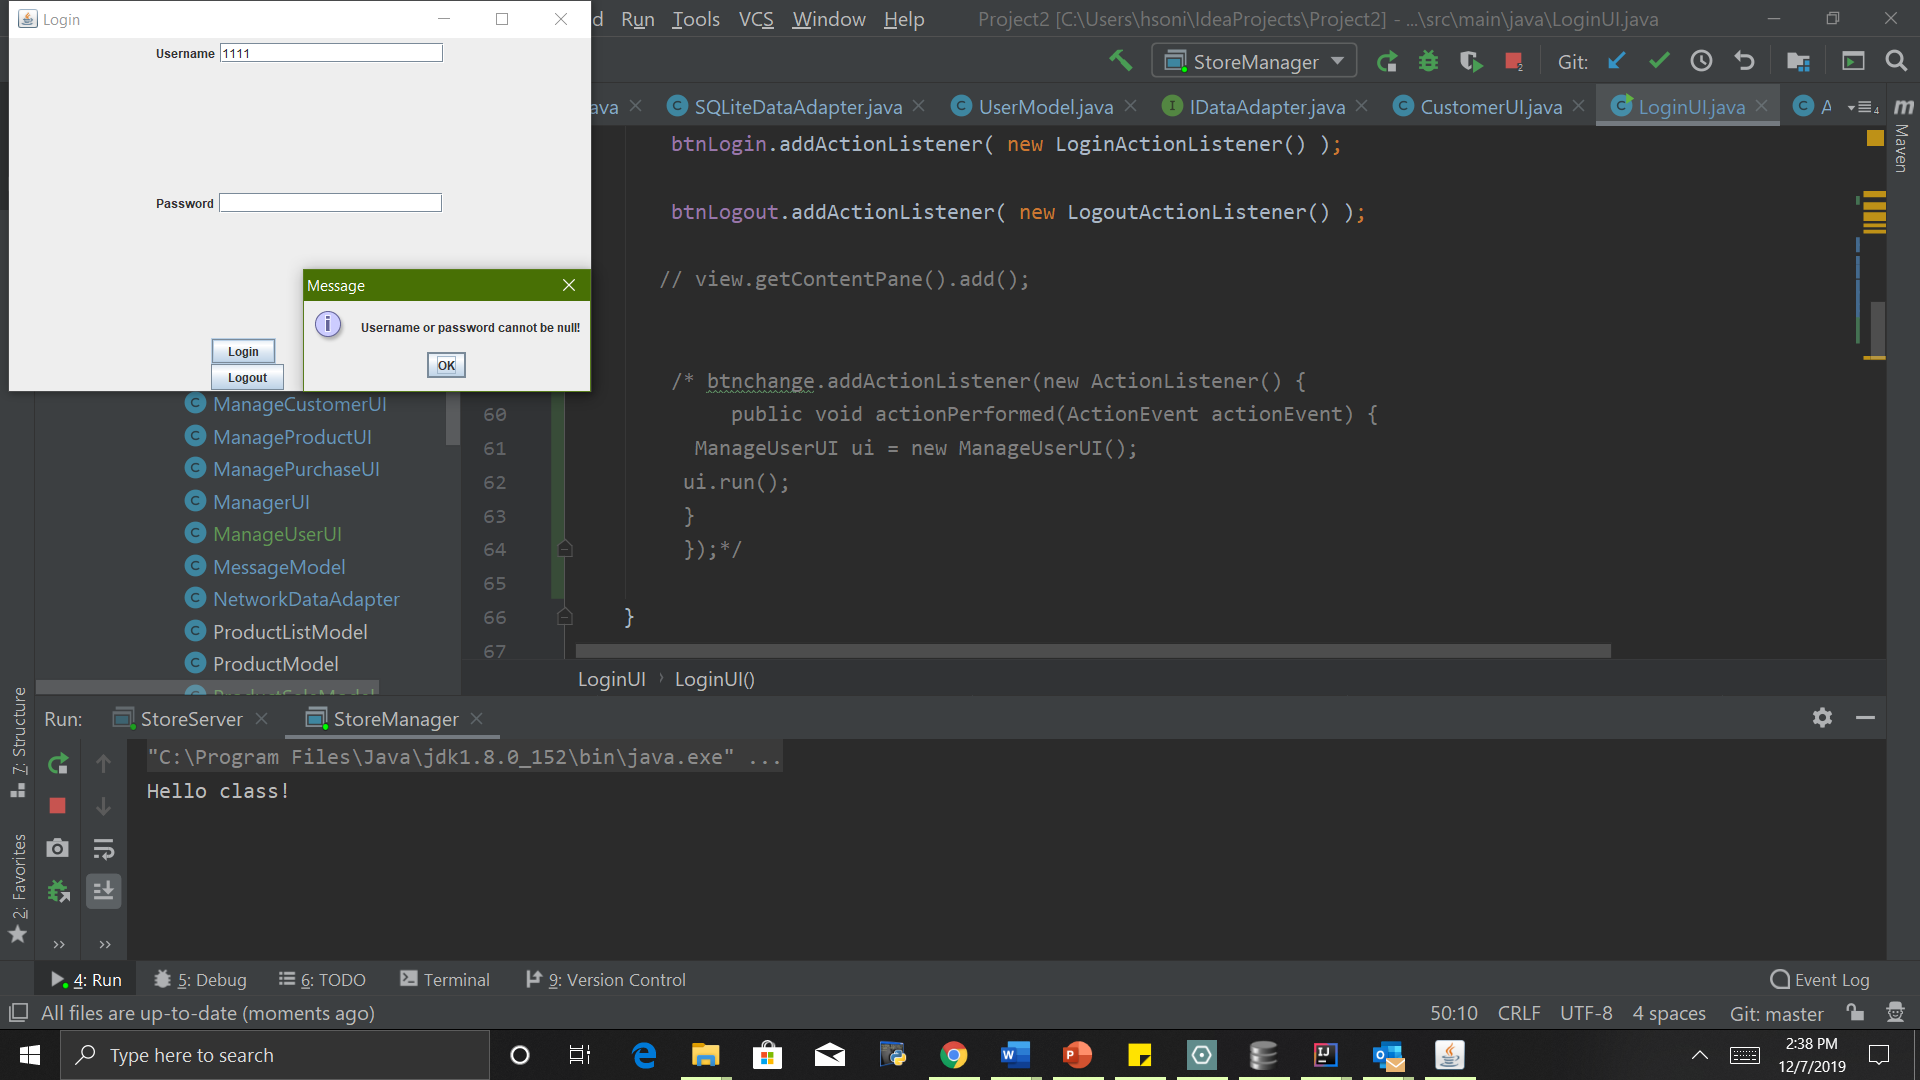 Login
Username 1111
Password
Message
Username or password cannot be null!
OK
Login
Logout
d Run Tools VCS Window Help Project2 [C:\Users\hsoni\IdeaProjects\Project2] - ...\src\main\java\LoginUI.java
StoreManager 2 Git:
ava SQLiteDataAdapter.java UserModel.java IDataAdapter.java CustomerUI.java LoginUI.java A 4
Maven
btnLogin.addActionListener( new LoginActionListener() );
btnLogout.addActionListener( new LogoutActionListener() );
// view.getContentPane().add();
/* btnchange.addActionListener(new ActionListener() {
60 public void actionPerformed(ActionEvent actionEvent) {
61 ManageUserUI ui = new ManageUserUI();
62 ui.run();
63 }
64 });*/
65
66 }
67
LoginUI › LoginUI()
ManageCustomerUI
ManageProductUI
ManagePurchaseUI
ManagerUI
ManageUserUI
MessageModel
NetworkDataAdapter
ProductListModel
ProductModel
7: Structure
2: Favorites
Run: StoreServer StoreManager
"C:\Program Files\Java\jdk1.8.0_152\bin\java.exe" ...
Hello class!
4: Run 5: Debug 6: TODO Terminal 9: Version Control Event Log
All files are up-to-date (moments ago) 50:10 CRLF UTF-8 4 spaces Git: master
Type here to search
2:38 PM
12/7/2019